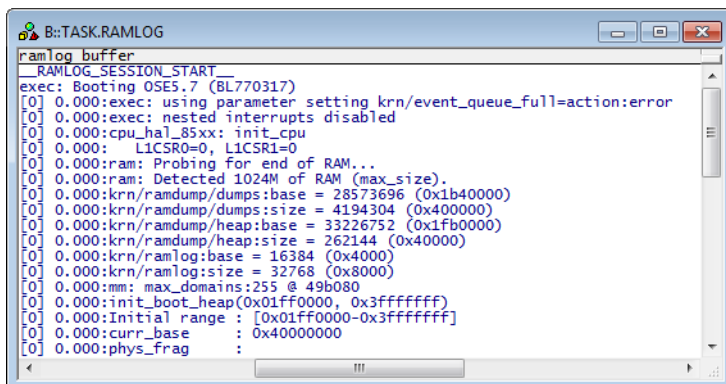 B::TASK.RAMLOG
ramlog buffer
__RAMLOG_SESSION_START__
exec: Booting OSE5.7 (BL770317)
[0] 0.000:exec: using parameter setting krn/event_queue_full=action:error
[0] 0.000:exec: nested interrupts disabled
[0] 0.000:cpu_hal_85xx: init_cpu
[0] 0.000:   L1CSR0=0, L1CSR1=0
[0] 0.000:ram: Probing for end of RAM...
[0] 0.000:ram: Detected 1024M of RAM (max_size).
[0] 0.000:krn/ramdump/dumps:base = 28573696 (0x1b40000)
[0] 0.000:krn/ramdump/dumps:size = 4194304 (0x400000)
[0] 0.000:krn/ramdump/heap:base = 33226752 (0x1fb0000)
[0] 0.000:krn/ramdump/heap:size = 262144 (0x40000)
[0] 0.000:krn/ramlog:base = 16384 (0x4000)
[0] 0.000:krn/ramlog:size = 32768 (0x8000)
[0] 0.000:mm: max_domains:255 @ 49b080
[0] 0.000:init_boot_heap(0x01ff0000, 0x3fffffff)
[0] 0.000:Initial range : [0x01ff0000-0x3fffffff]
[0] 0.000:curr_base     : 0x40000000
[0] 0.000:phys_frag     :